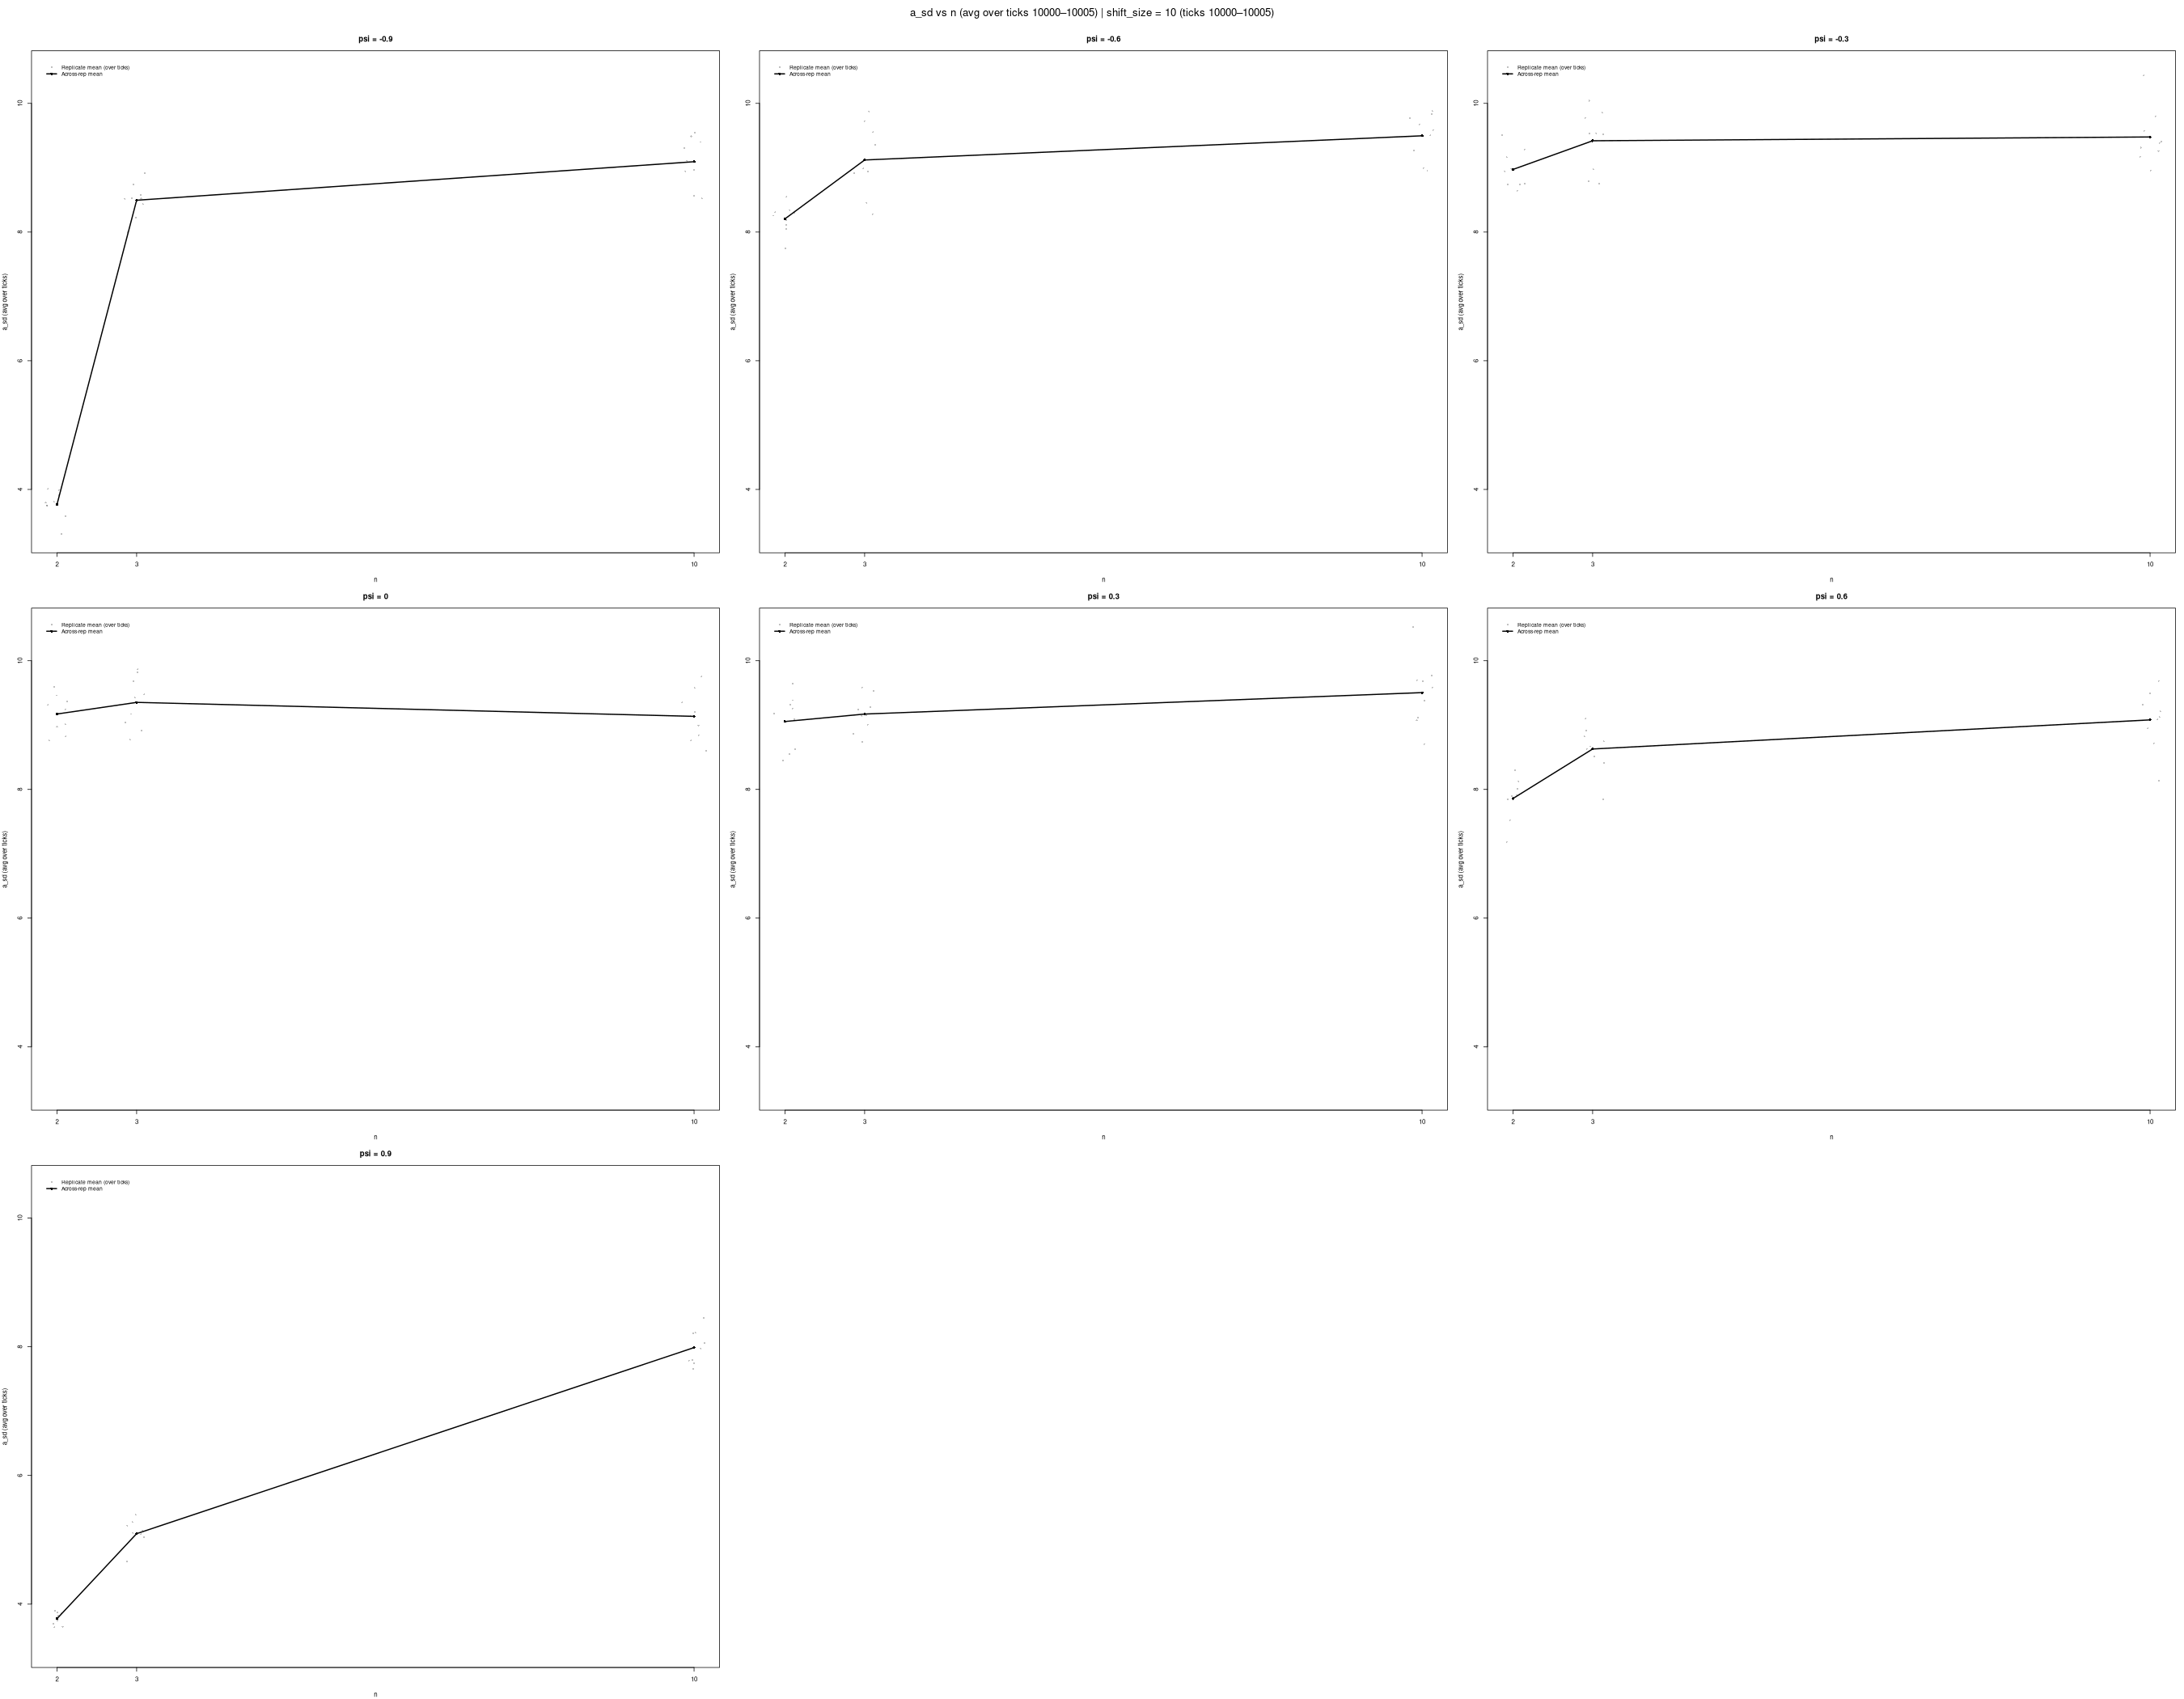 a_sd vs n (avg over ticks 10000–10005) | shift_size = 10 (ticks 10000–10005)
psi = -0.9
Replicate mean (over ticks)
Across-rep mean
a_sd (avg over ticks)
10
8
6
4
2
3
10
n
psi = -0.6
Replicate mean (over ticks)
Across-rep mean
a_sd (avg over ticks)
10
8
6
4
2
3
10
n
psi = -0.3
Replicate mean (over ticks)
Across-rep mean
a_sd (avg over ticks)
10
8
6
4
2
3
10
n
psi = 0
Replicate mean (over ticks)
Across-rep mean
a_sd (avg over ticks)
10
8
6
4
2
3
10
n
psi = 0.3
Replicate mean (over ticks)
Across-rep mean
a_sd (avg over ticks)
10
8
6
4
2
3
10
n
psi = 0.6
Replicate mean (over ticks)
Across-rep mean
a_sd (avg over ticks)
10
8
6
4
2
3
10
n
psi = 0.9
Replicate mean (over ticks)
Across-rep mean
a_sd (avg over ticks)
10
8
6
4
2
3
10
n